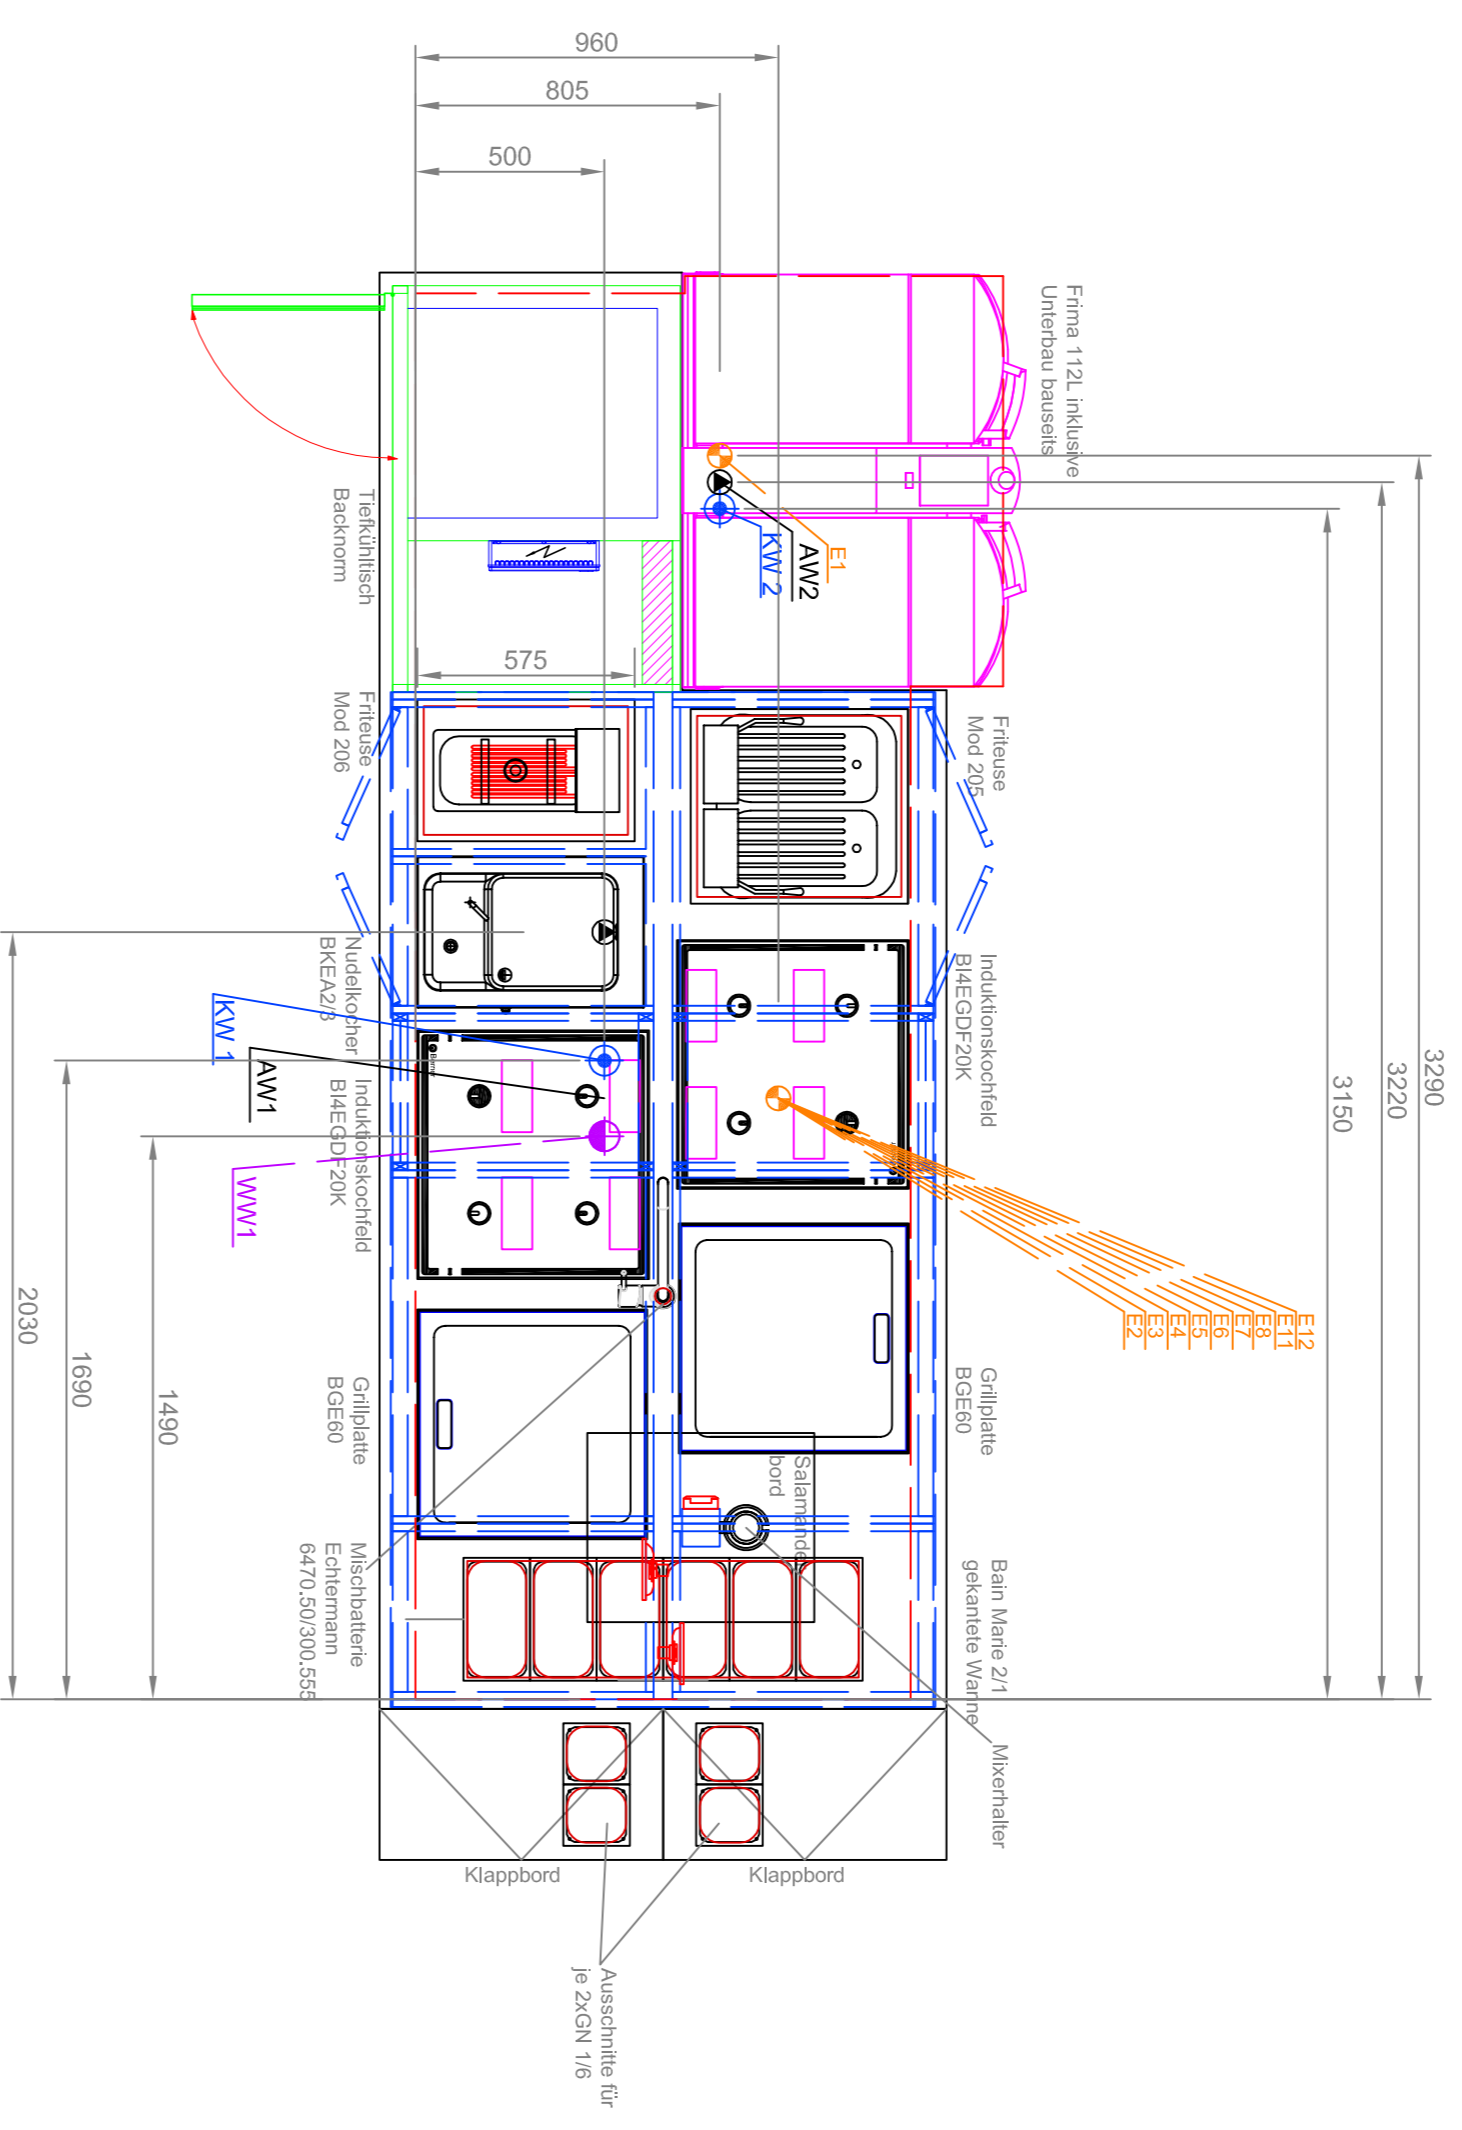 960
805
500
Frima 112L inklusive
Unterbau bauseits
E1
AW2
KW 2
Tiefkühltisch
Backnorm
575
Friteuse
Mod 206
Friteuse
Mod 205
3290
3220
3150
Nudelkocher
BKEA2/3
Induktionskochfeld
BI4EGDF20K
KW 1
AW1
WW1
Induktionskochfeld
BI4EGDF20K
E12
E11
E8
E7
E6
E5
E4
E3
E2
2030
1690
1490
Grillplatte
BGE60
Grillplatte
BGE60
Salamander
bord
Mischbatterie
Echtermann
6470.50/300.555
Bain Marie 2/1
gekantete Wanne
Mixerhalter
Klappbord
Klappbord
Ausschnitte für
je 2xGN 1/6